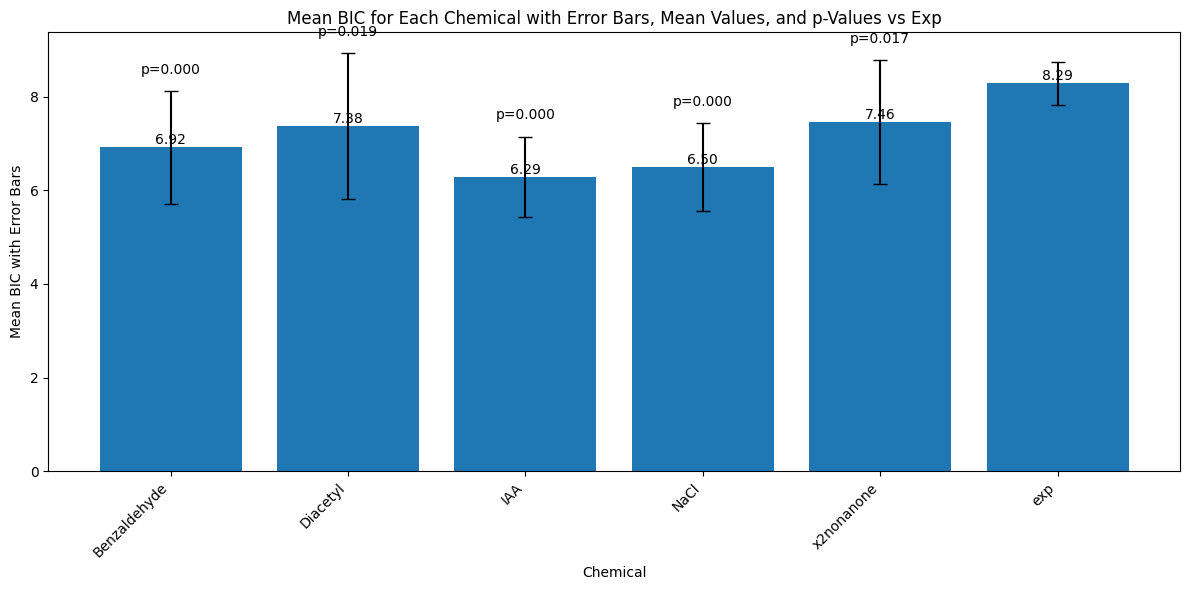 Mean BIC for Each Chemical with Error Bars, Mean Values, and p-Values vs Exp
p=0.000
p=0.019
p=0.000
p=0.000
p=0.017
6.92
7.38
6.29
6.50
7.46
8.29
Mean BIC with Error Bars
8
6
4
2
0
Benzaldehyde
Diacetyl
IAA
NaCl
x2nonanone
exp
Chemical